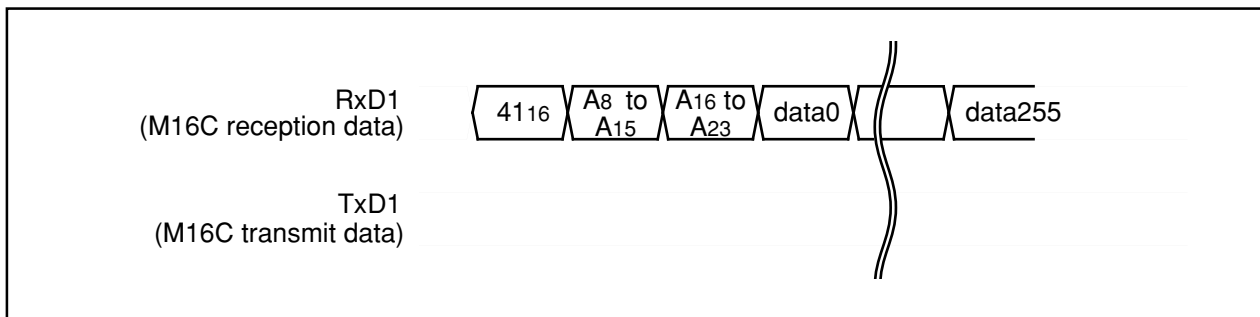 RxD1
(M16C reception data)
4116
A8 to
A15
A16 to
A23
data0
data255
TxD1
(M16C transmit data)